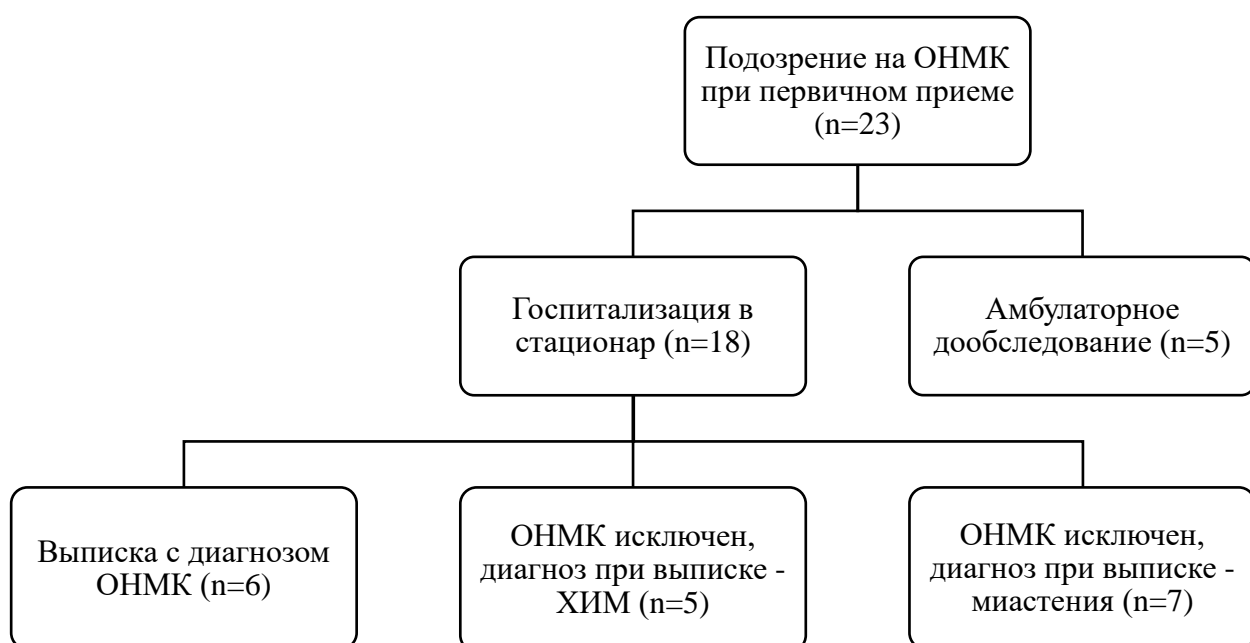 Подозрение на ОНМК
при первичном приеме
(n=23)
Госпитализация в
стационар (n=18)
Амбулаторное
дообследование (n=5)
Выписка с диагнозом
ОНМК (n=6)
ОНМК исключен,
диагноз при выписке -
ХИМ (n=5)
ОНМК исключен,
диагноз при выписке -
миастения (n=7)